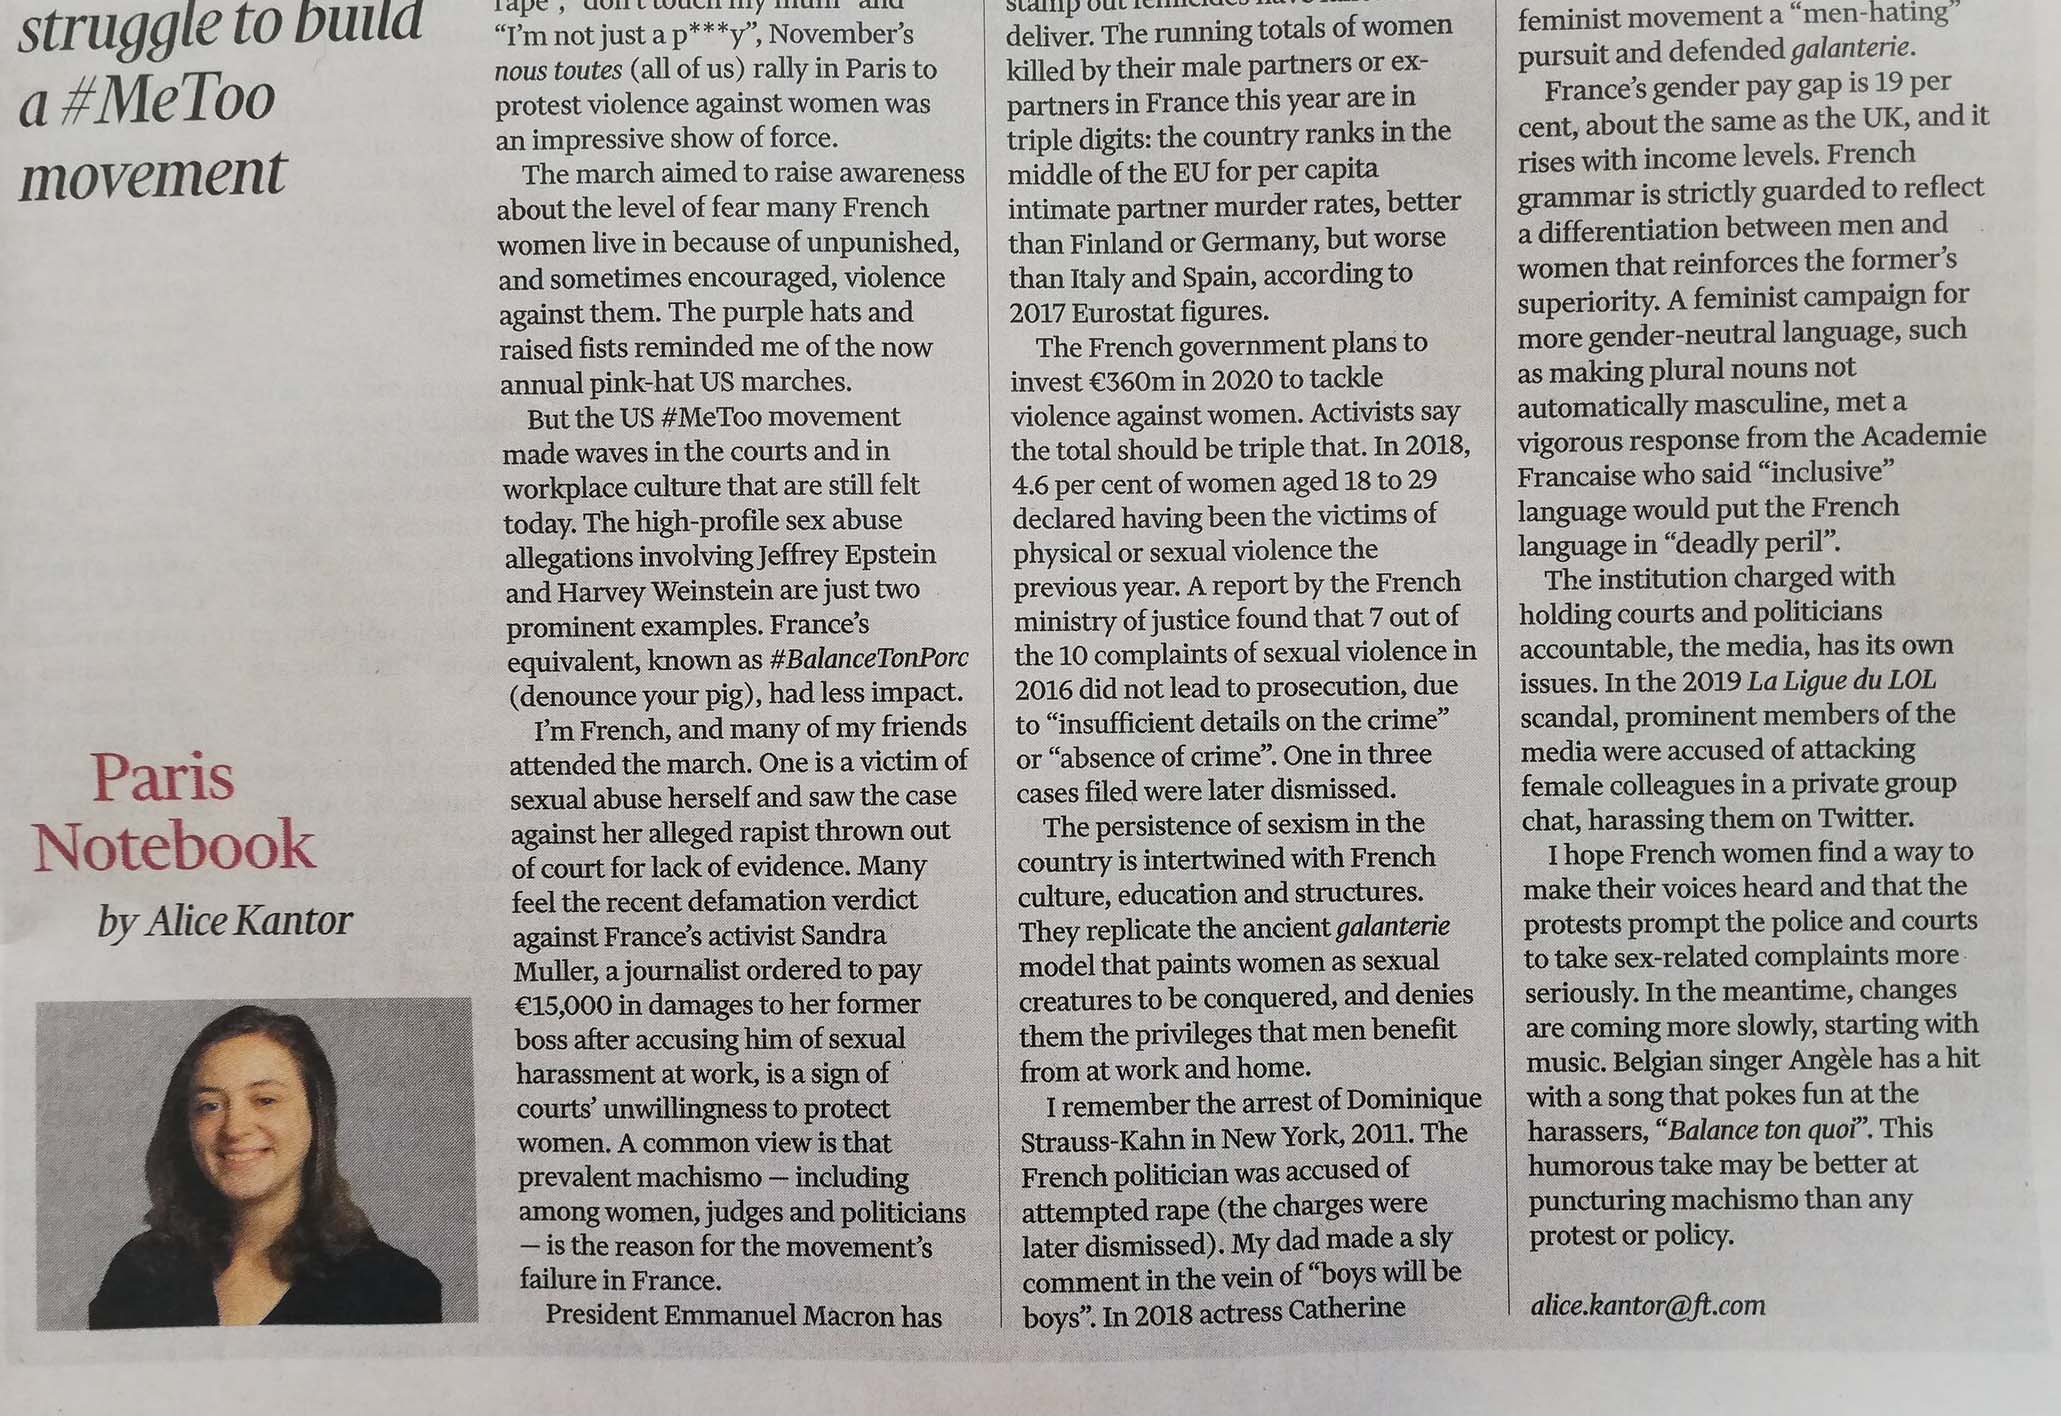 struggle to build
a #MeToo
movement
Paris
Notebook
by Alice Kantor
rape”, “don’t touch my mum” and
“I’m not just a p***y”, November’s
nous toutes (all of us) rally in Paris to
protest violence against women was
an impressive show of force.
The march aimed to raise awareness
about the level of fear many French
women live in because of unpunished,
and sometimes encouraged, violence
against them. The purple hats and
raised fists reminded me of the now
annual pink-hat US marches.
But the US #MeToo movement
made waves in the courts and in
workplace culture that are still felt
today. The high-profile sex abuse
allegations involving Jeffrey Epstein
and Harvey Weinstein are just two
prominent examples. France’s
equivalent, known as #BalanceTonPorc
(denounce your pig), had less impact.
I’m French, and many of my friends
attended the march. One is a victim of
sexual abuse herself and saw the case
against her alleged rapist thrown out
of court for lack of evidence. Many
feel the recent defamation verdict
against France’s activist Sandra
Muller, a journalist ordered to pay
€15,000 in damages to her former
boss after accusing him of sexual
harassment at work, is a sign of
courts’ unwillingness to protect
women. A common view is that
prevalent machismo — including
among women, judges and politicians
— is the reason for the movement’s
failure in France.
President Emmanuel Macron has
stamp out femicides
deliver. The running totals of women
killed by their male partners or ex-
partners in France this year are in
triple digits: the country ranks in the
middle of the EU for per capita
intimate partner murder rates, better
than Finland or Germany, but worse
than Italy and Spain, according to
2017 Eurostat figures.
The French government plans to
invest €360m in 2020 to tackle
violence against women. Activists say
the total should be triple that. In 2018,
4.6 per cent of women aged 18 to 29
declared having been the victims of
physical or sexual violence the
previous year. A report by the French
ministry of justice found that 7 out of
the 10 complaints of sexual violence in
2016 did not lead to prosecution, due
to “insufficient details on the crime”
or “absence of crime”. One in three
cases filed were later dismissed.
The persistence of sexism in the
country is intertwined with French
culture, education and structures.
They replicate the ancient galanterie
model that paints women as sexual
creatures to be conquered, and denies
them the privileges that men benefit
from at work and home.
I remember the arrest of Dominique
Strauss-Kahn in New York, 2011. The
French politician was accused of
attempted rape (the charges were
later dismissed). My dad made a sly
comment in the vein of “boys will be
boys”. In 2018 actress Catherine
feminist movement a “men-hating”
pursuit and defended galanterie.
France’s gender pay gap is 19 per
cent, about the same as the UK, and it
rises with income levels. French
grammar is strictly guarded to reflect
a differentiation between men and
women that reinforces the former’s
superiority. A feminist campaign for
more gender-neutral language, such
as making plural nouns not
automatically masculine, met a
vigorous response from the Academie
Francaise who said “inclusive”
language would put the French
language in “deadly peril”.
The institution charged with
holding courts and politicians
accountable, the media, has its own
issues. In the 2019 La Ligue du LOL
scandal, prominent members of the
media were accused of attacking
female colleagues in a private group
chat, harassing them on Twitter.
I hope French women find a way to
make their voices heard and that the
protests prompt the police and courts
to take sex-related complaints more
seriously. In the meantime, changes
are coming more slowly, starting with
music. Belgian singer Angèle has a hit
with a song that pokes fun at the
harassers, “Balance ton quoi”. This
humorous take may be better at
puncturing machismo than any
protest or policy.
alice.kantor@ft.com